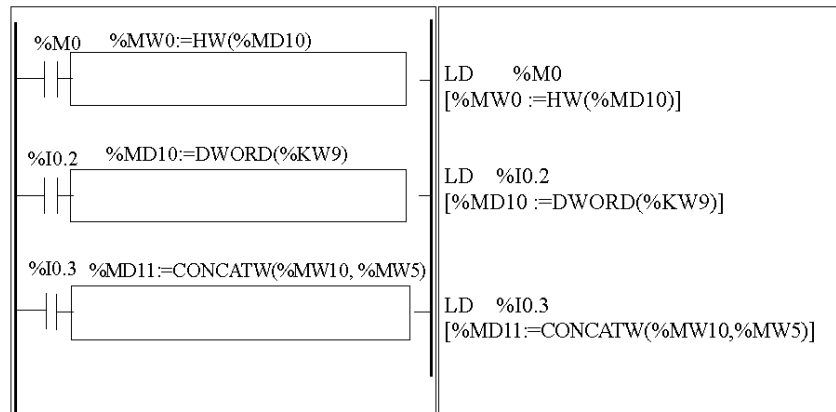 %M0 %MW0:=HW(%MD10)
%I0.2 %MD10:=DWORD(%KW9)
%I0.3 %MD11:=CONCATW(%MW10, %MW5)
LD %M0
[%MW0 :=HW(%MD10)]
LD %I0.2
[%MD10 :=DWORD(%KW9)]
LD %I0.3
[%MD11:=CONCATW(%MW10,%MW5)]